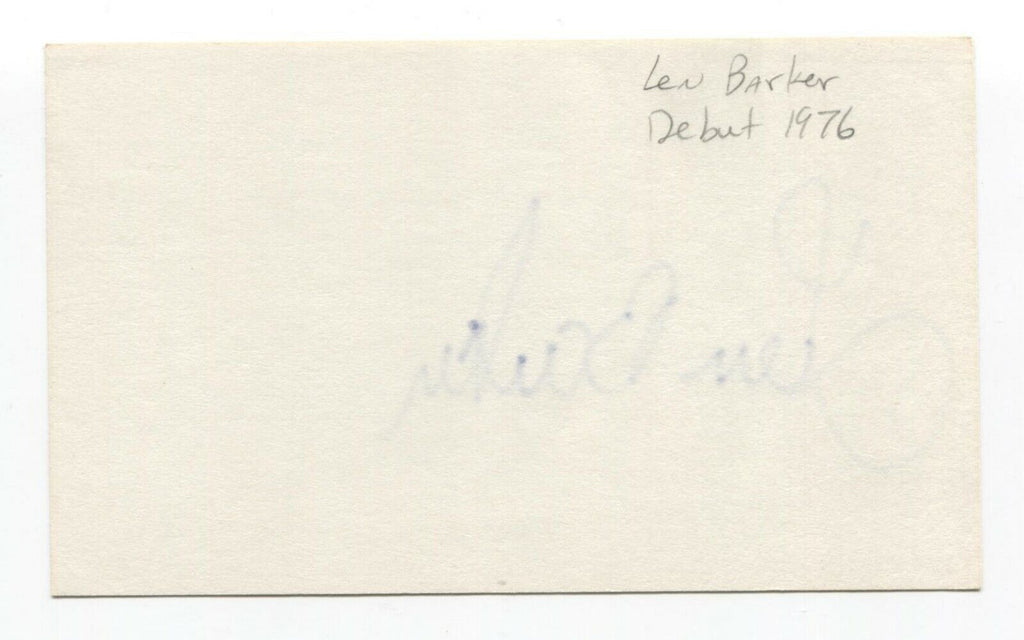 Len Barker
Debut 1976